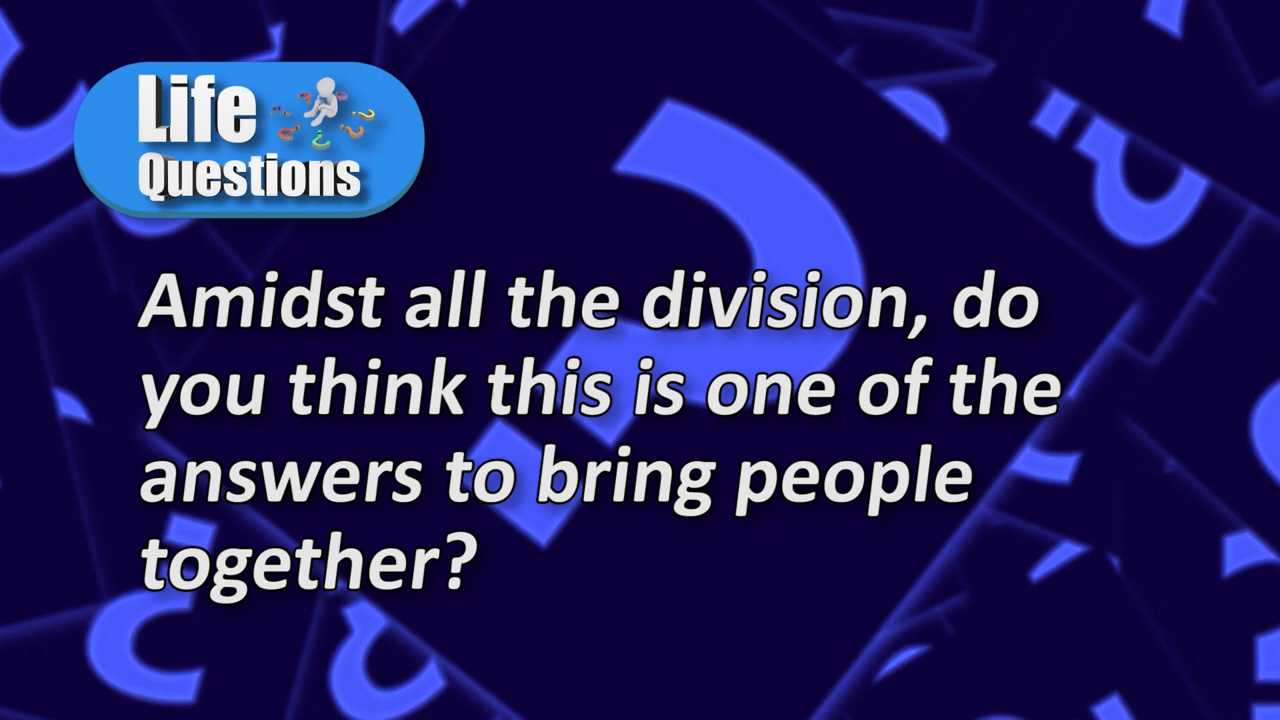 Life
Questions
Amidst all the division, do
you think this is one of the
answers to bring people
together?